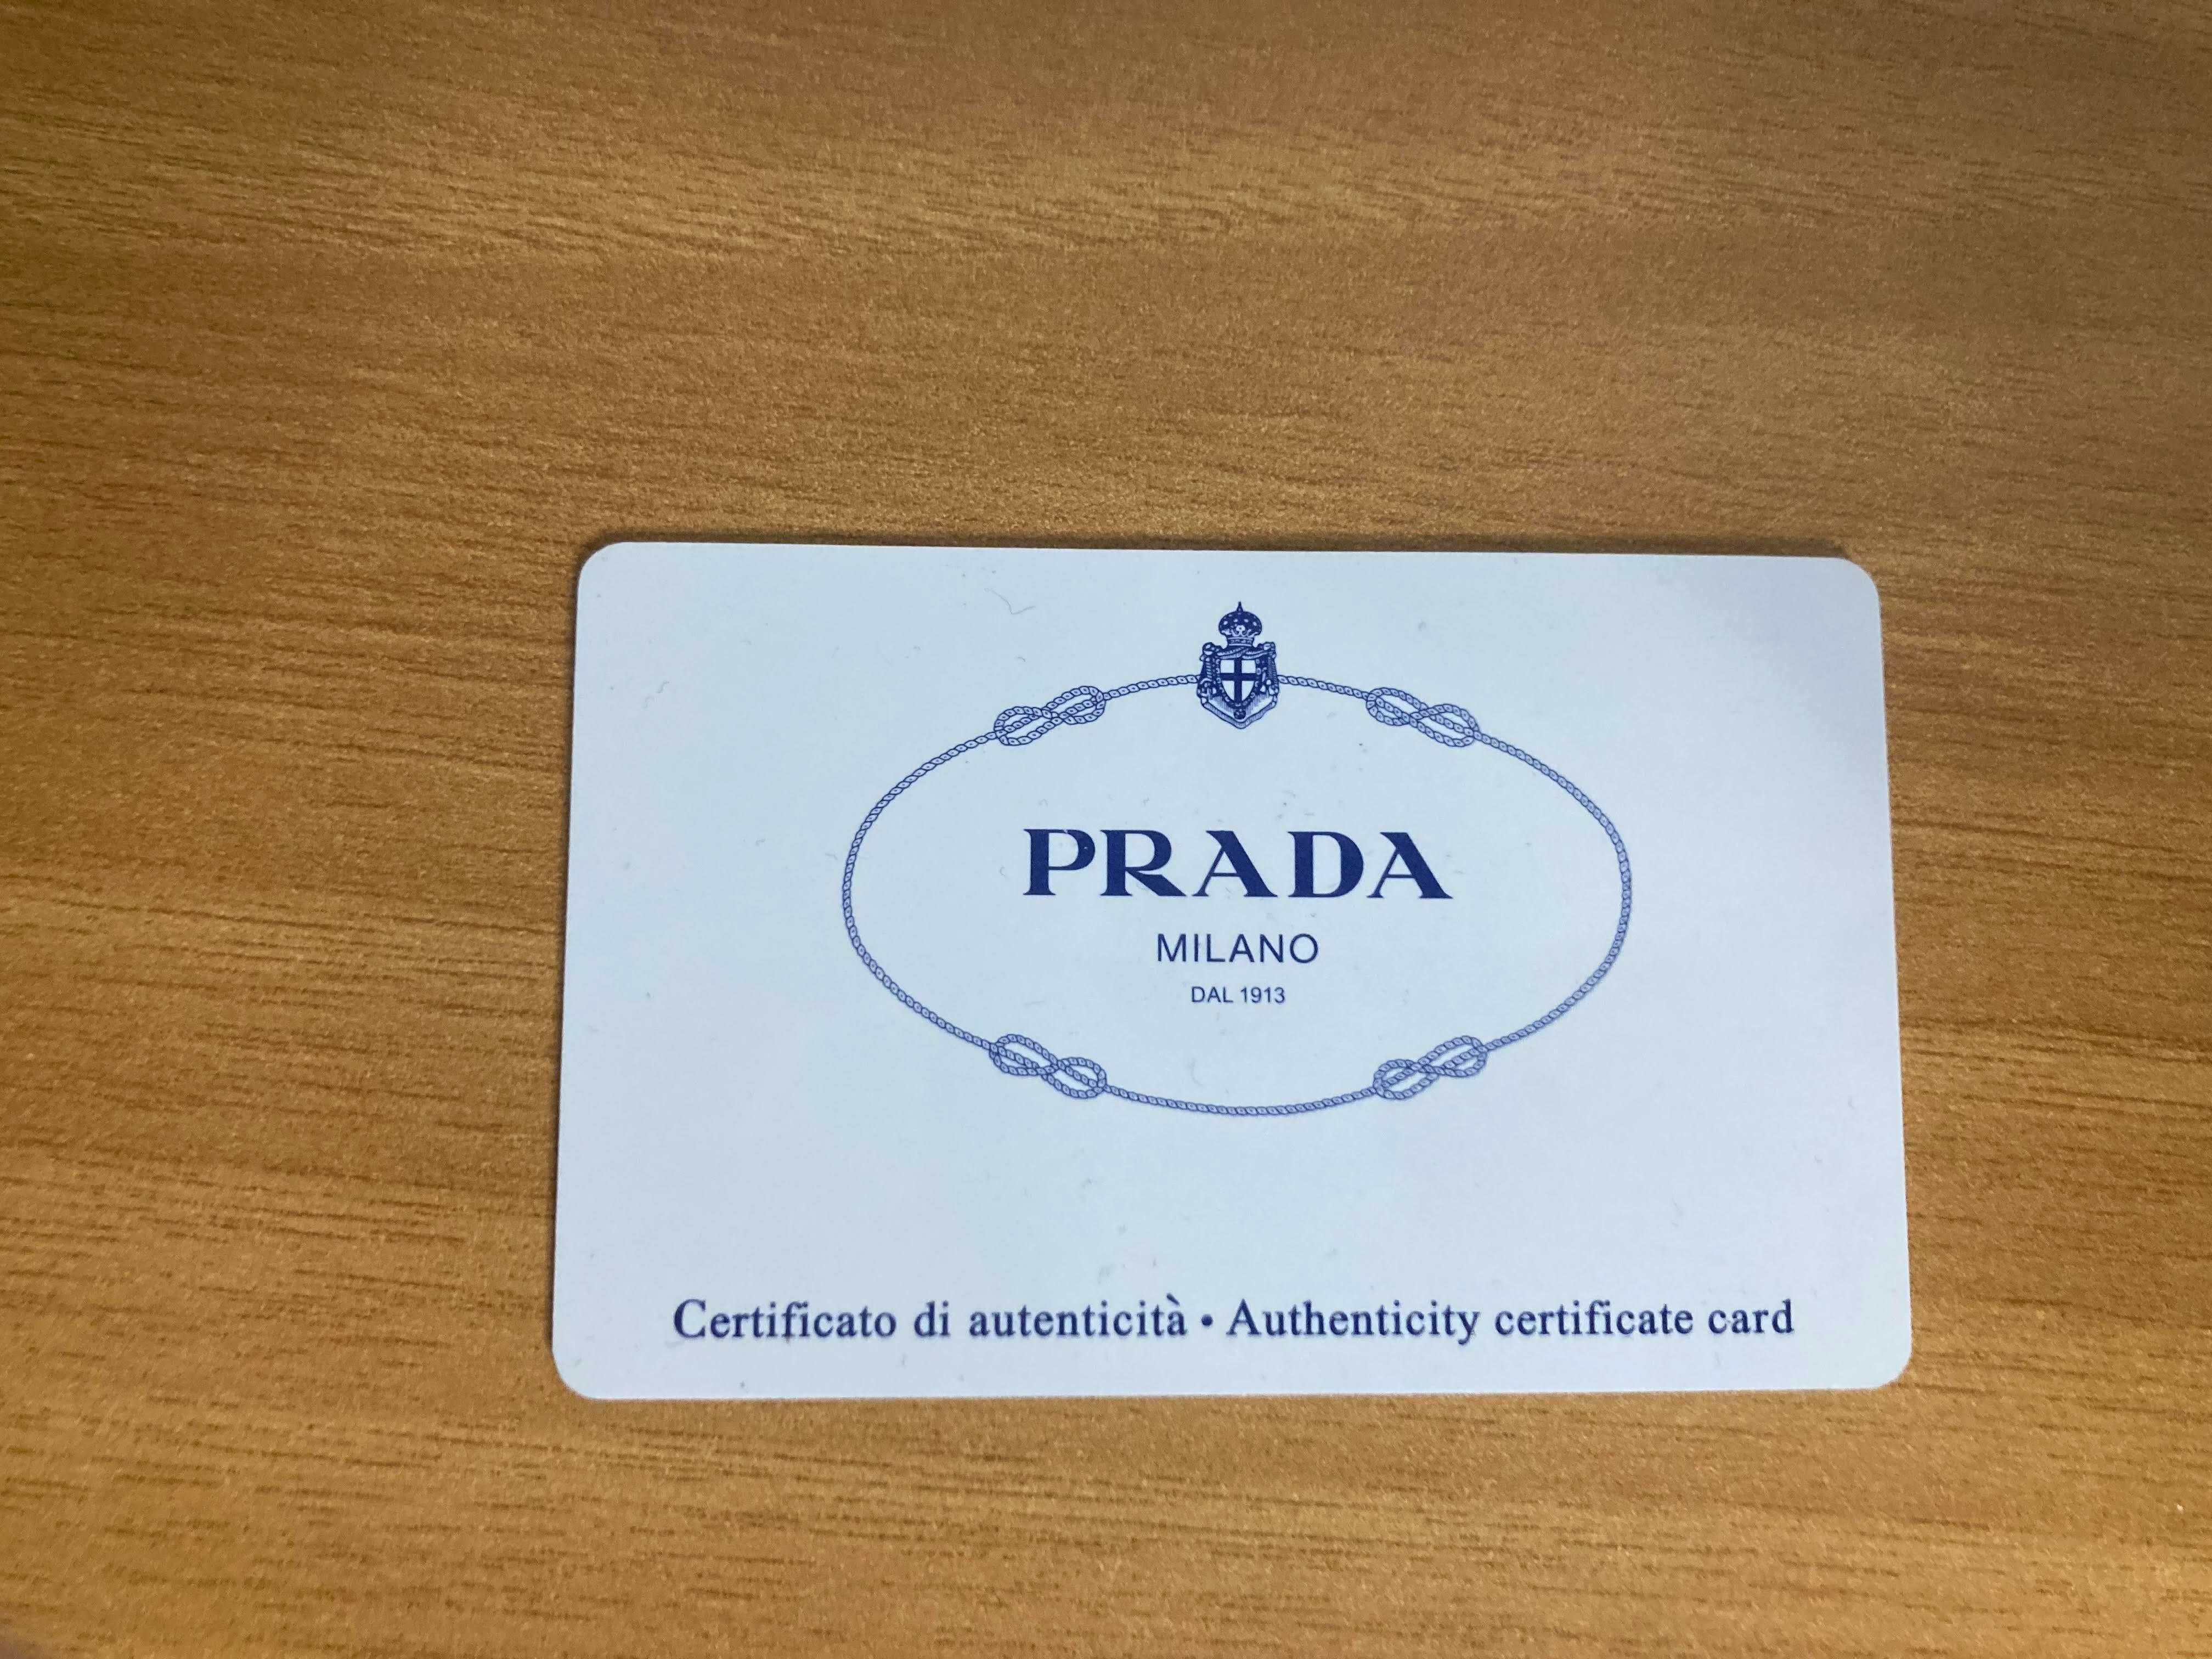 PRADA
MILANO
DAL 1913
Certificato di autenticità • Authenticity certificate card